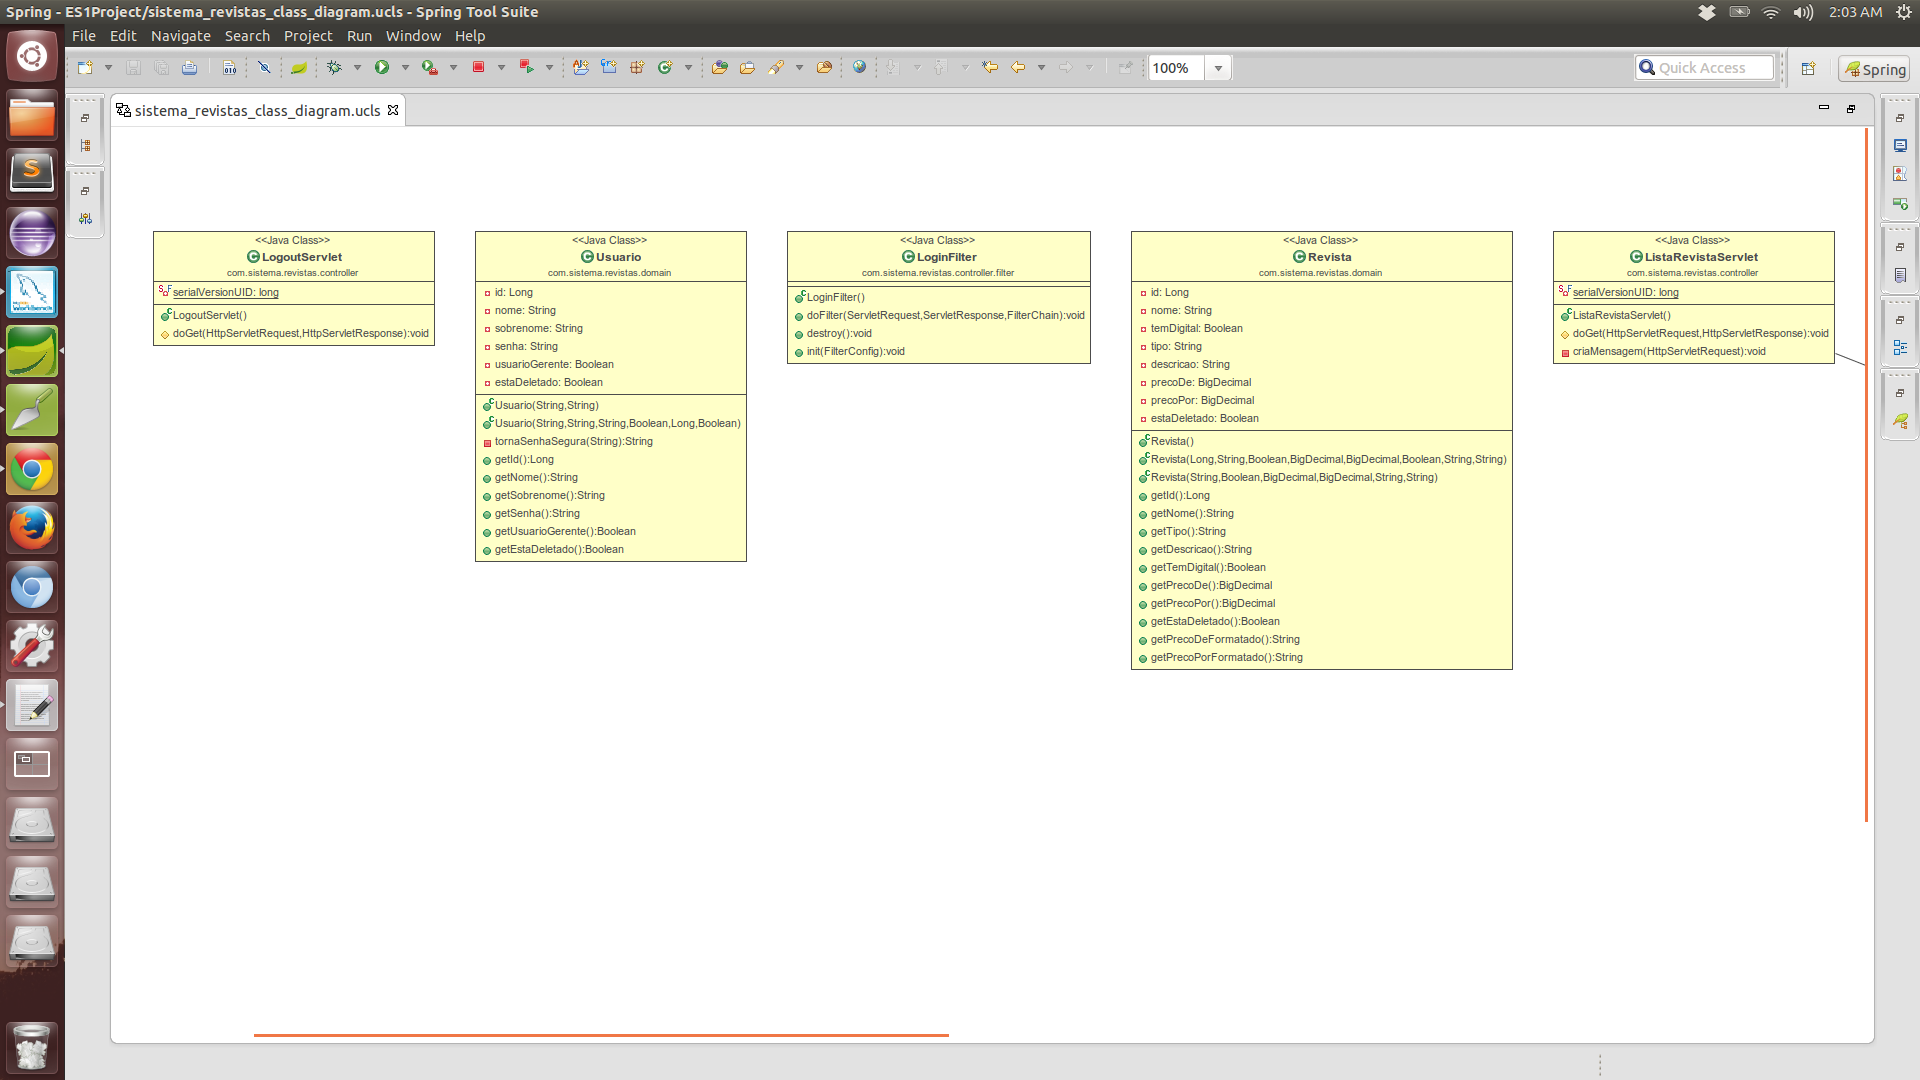 Spring - ES1Project/sistema_revistas_class_diagram.ucls - Spring Tool Suite
2:03 AM
File Edit Navigate Search Project Run Window Help
100%
Quick Access
Spring
sistema_revistas_class_diagram.ucls
<<Java Class>>
LogoutServlet
com.sistema.revistas.controller
serialVersionUID: long
LogoutServlet()
doGet(HttpServletRequest,HttpServletResponse):void
<<Java Class>>
Usuario
com.sistema.revistas.domain
id: Long
nome: String
sobrenome: String
senha: String
usuarioGerente: Boolean
estaDeletado: Boolean
Usuario(String,String)
Usuario(String,String,String,Boolean,Long,Boolean)
tornaSenhaSegura(String):String
getId():Long
getNome():String
getSobrenome():String
getSenha():String
getUsuarioGerente():Boolean
getEstaDeletado():Boolean
<<Java Class>>
LoginFilter
com.sistema.revistas.controller.filter
LoginFilter()
doFilter(ServletRequest,ServletResponse,FilterChain):void
destroy():void
init(FilterConfig):void
<<Java Class>>
Revista
com.sistema.revistas.domain
id: Long
nome: String
temDigital: Boolean
tipo: String
descricao: String
precoDe: BigDecimal
precoPor: BigDecimal
estaDeletado: Boolean
Revista()
Revista(Long,String,Boolean,BigDecimal,BigDecimal,Boolean,String,String)
Revista(String,Boolean,BigDecimal,BigDecimal,String,String)
getId():Long
getNome():String
getTipo():String
getDescricao():String
getTemDigital():Boolean
getPrecoDe():BigDecimal
getPrecoPor():BigDecimal
getEstaDeletado():Boolean
getPrecoDeFormatado():String
getPrecoPorFormatado():String
<<Java Class>>
ListaRevistaServlet
com.sistema.revistas.controller
serialVersionUID: long
ListaRevistaServlet()
doGet(HttpServletRequest,HttpServletResponse):void
criaMensagem(HttpServletRequest):void